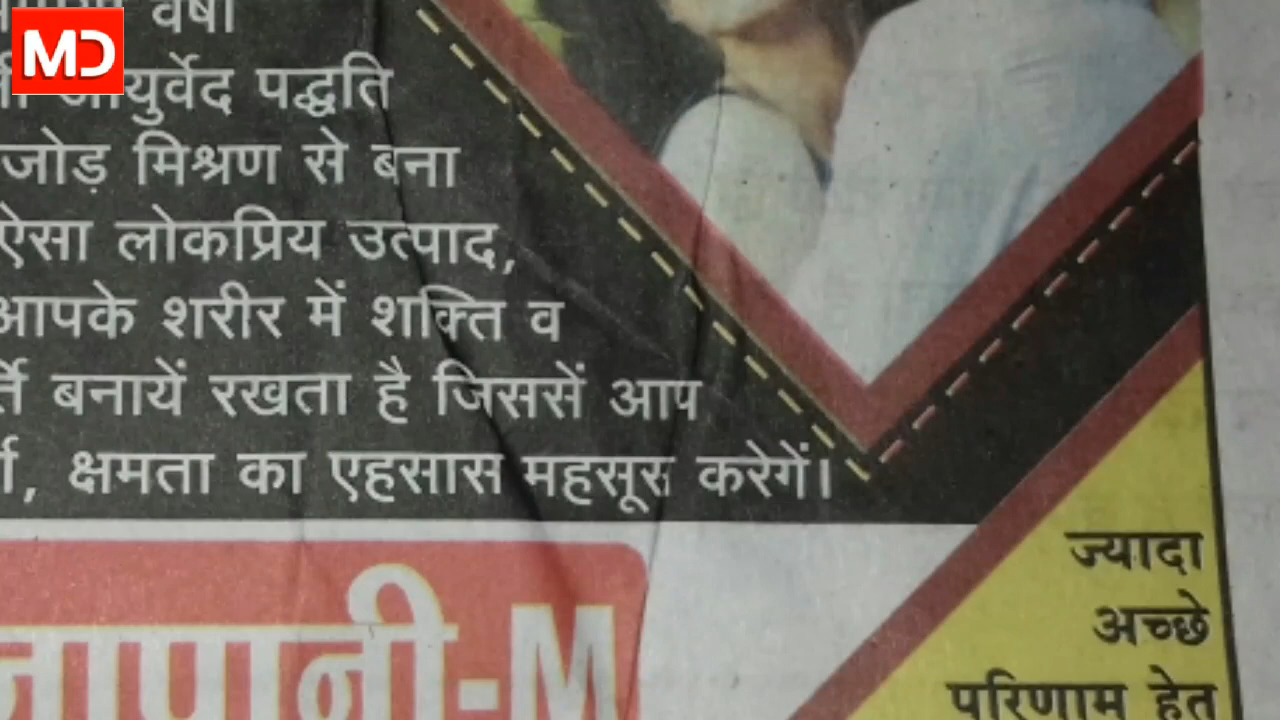 MD
वर्षा
आयुर्वेद पद्धति
जोड़ मिश्रण से बना
ऐसा लोकप्रिय उत्पाद,
आपके शरीर में शक्ति व
बनायें रखता है जिससें आप
क्षमता का एहसास महसूस करेगें।
जापानी-M
ज्यादा
अच्छे
परिणाम हेतु